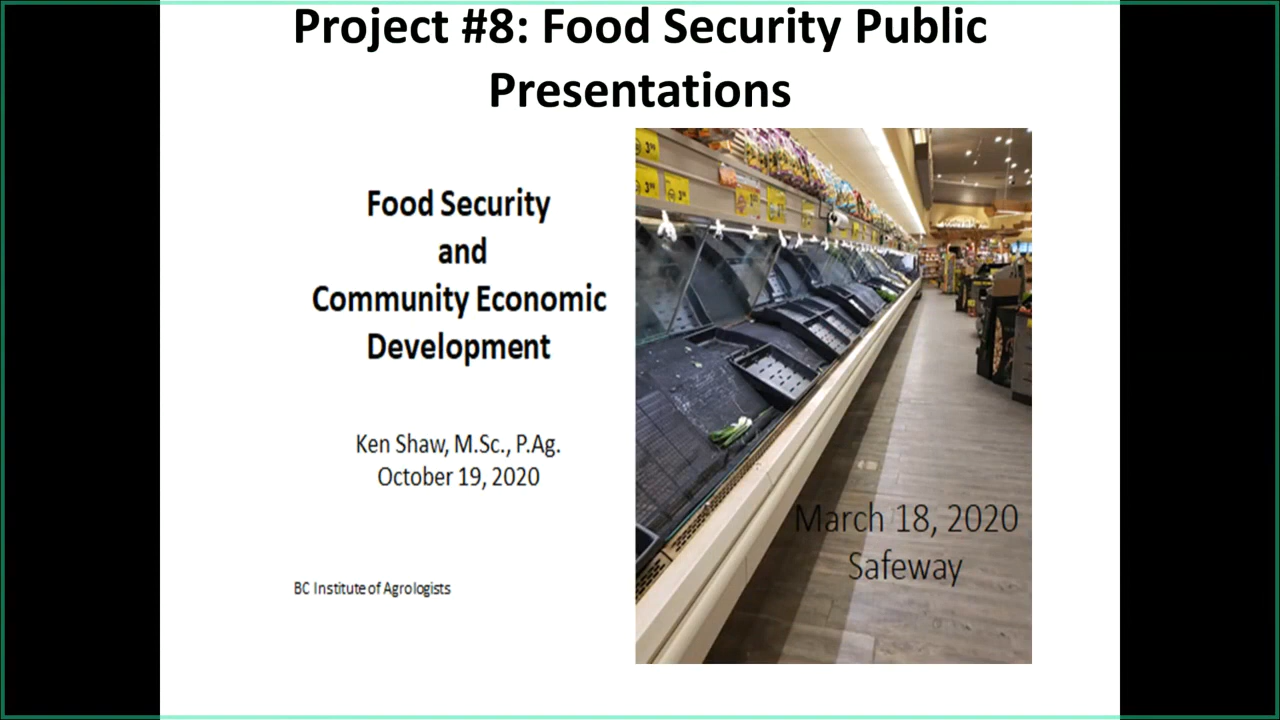 Project #8: Food Security Public
Presentations
Food Security
and
Community Economic
Development
Ken Shaw, M.Sc., P.Ag.
October 19, 2020
BC Institute of Agrologists
March 18, 2020
Safeway